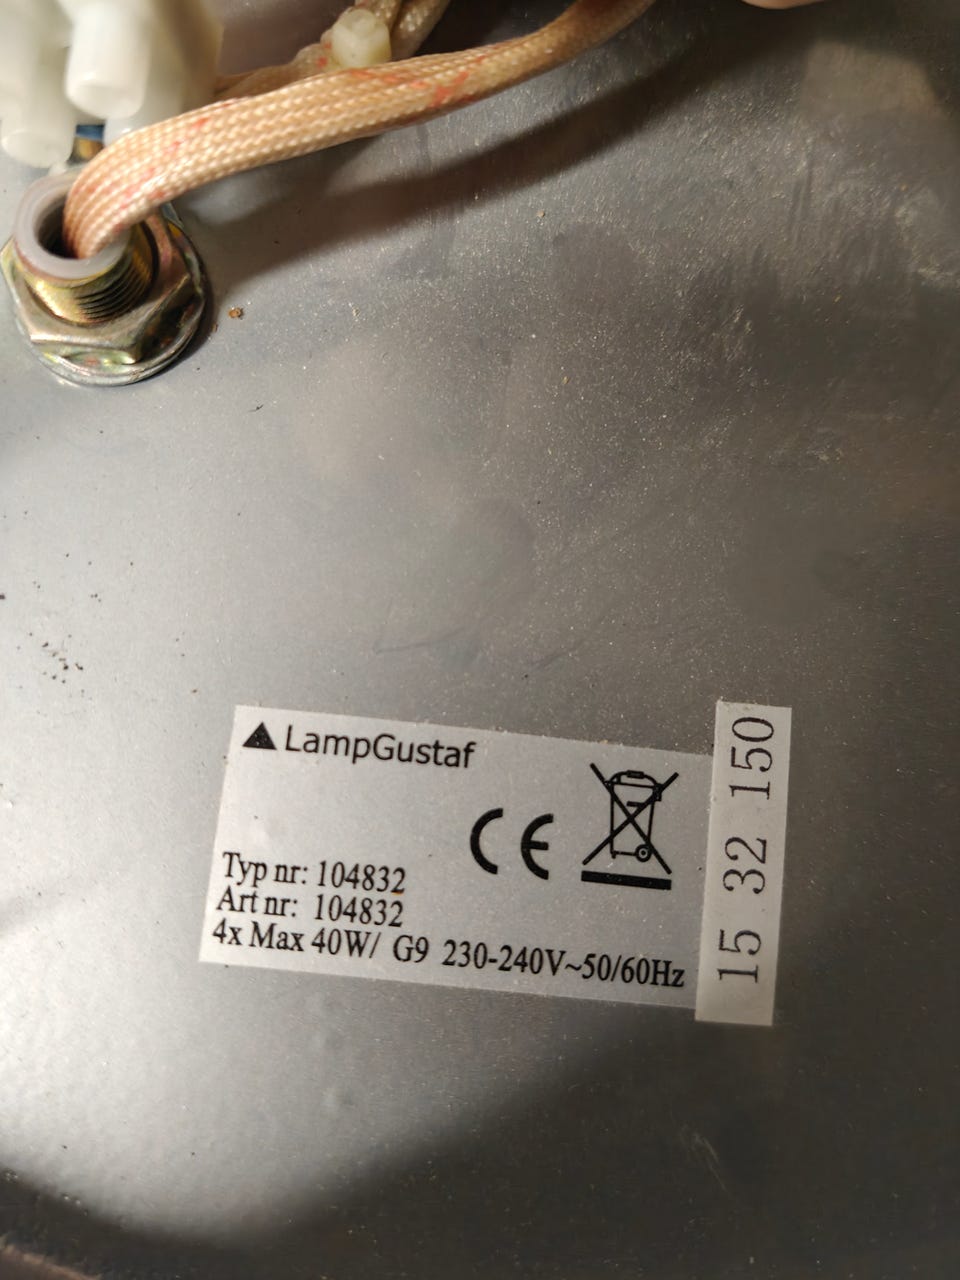 LampGustaf
CE
Typ nr: 104832
Art nr: 104832
4x Max 40W/ G9 230-240V~50/60Hz
15 32 150